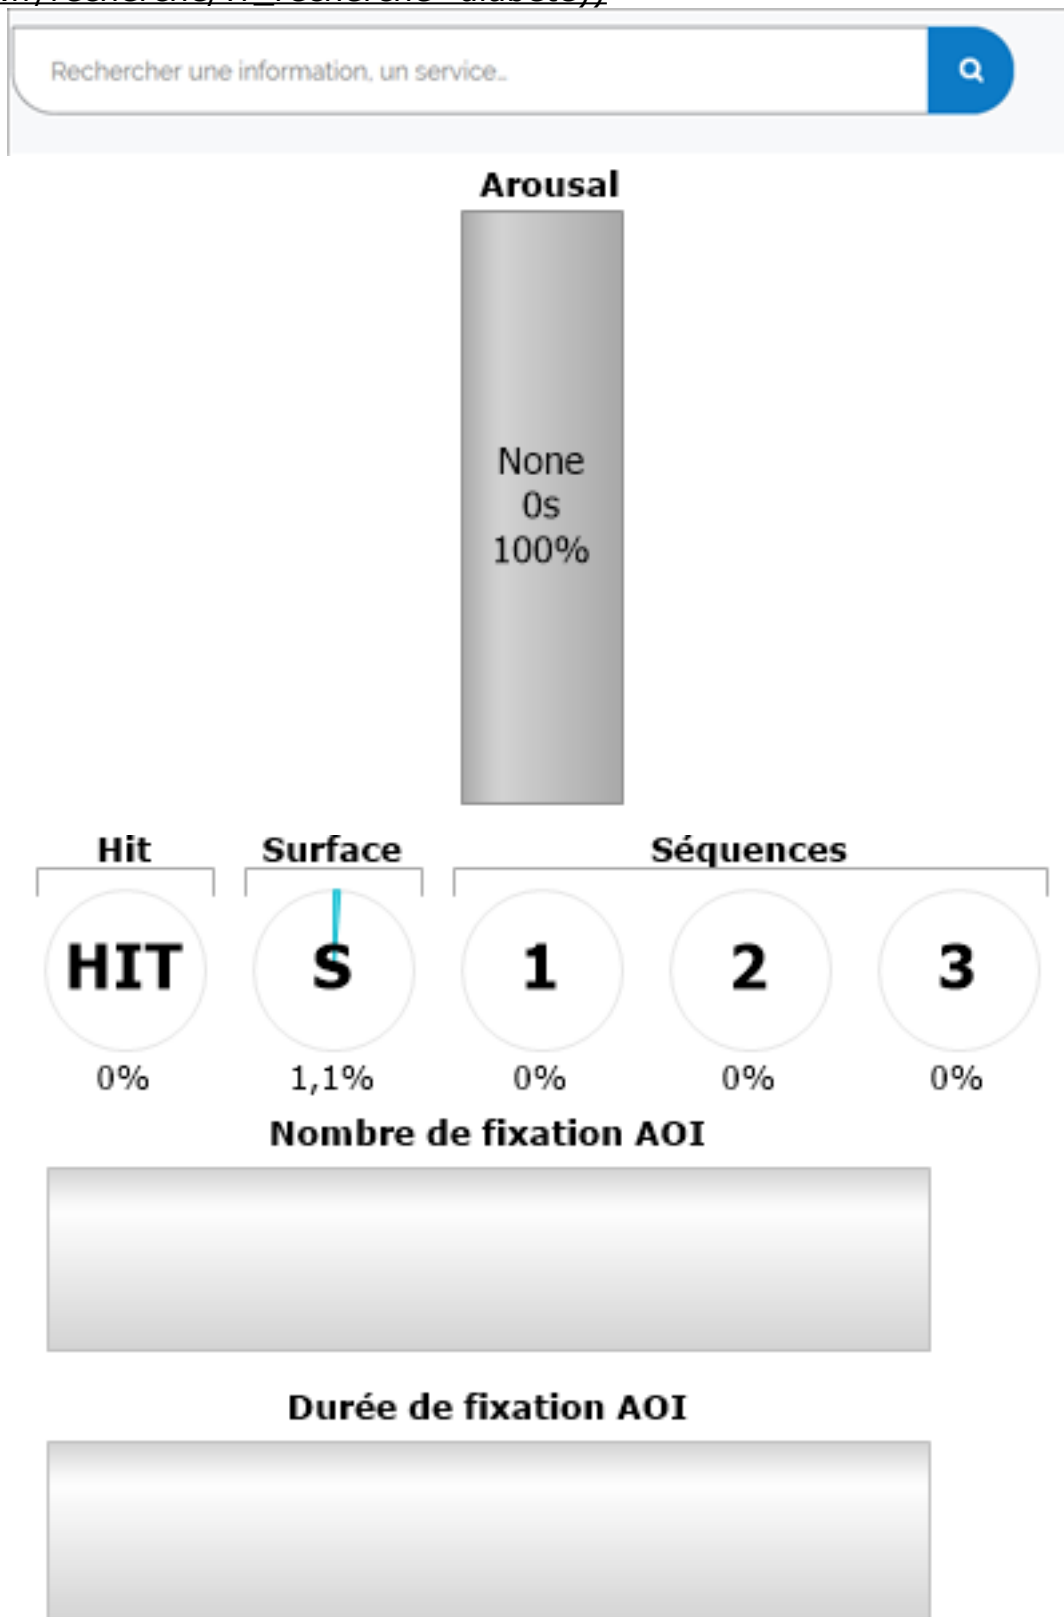 Rechercher une information, un service..
Arousal
None
0s
100%
Hit Surface Séquences
HIT S 1 2 3
0% 1,1% 0% 0% 0%
Nombre de fixation AOI
Durée de fixation AOI